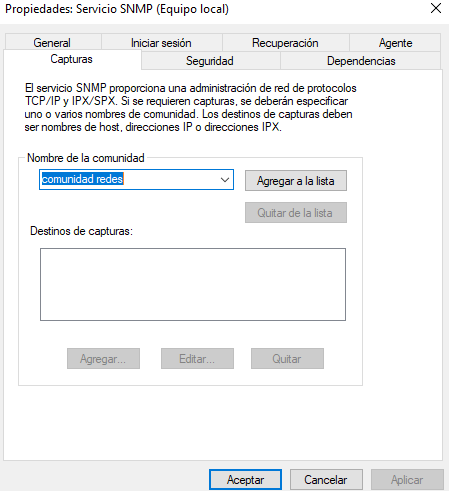 Propiedades: Servicio SNMP (Equipo local)
General
Iniciar sesión
Recuperación
Agente
Capturas
Seguridad
Dependencias
El servicio SNMP proporciona una administración de red de protocolos
TCP/IP y IPX/SPX. Si se requieren capturas, se deberán especificar
uno o varios nombres de comunidad. Los destinos de capturas deben
ser nombres de host, direcciones IP o direcciones IPX.
Nombre de la comunidad
comunidad redes
Agregar a la lista
Quitar de la lista
Destinos de capturas:
Agregar...
Editar...
Quitar
Aceptar
Cancelar
Aplicar